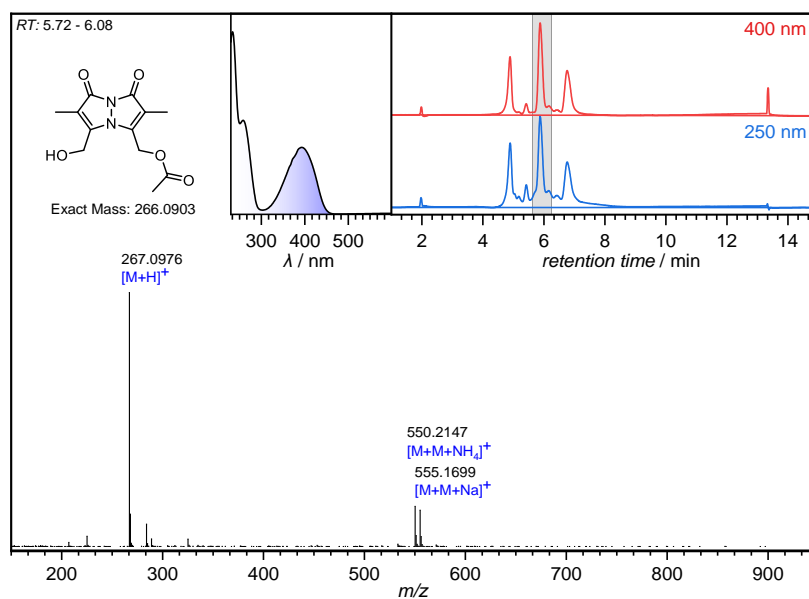 RT: 5.72 - 6.08
O
O
N
N
HO
O
O
Exact Mass: 266.0903
300 400 500
λ / nm
400 nm
250 nm
2 4 6 8 10 12 14
retention time / min
267.0976
[M+H]⁺
550.2147
[M+M+NH₄]⁺
555.1699
[M+M+Na]⁺
200 300 400 500 600 700 800 900
m/z